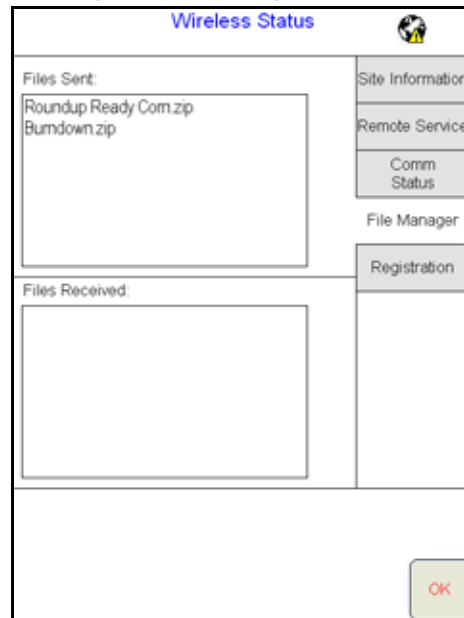 Wireless Status
Files Sent:
Roundup Ready Corn.zip
Burndown.zip
Files Received:
Site Information
Remote Service
Comm
Status
File Manager
Registration
OK